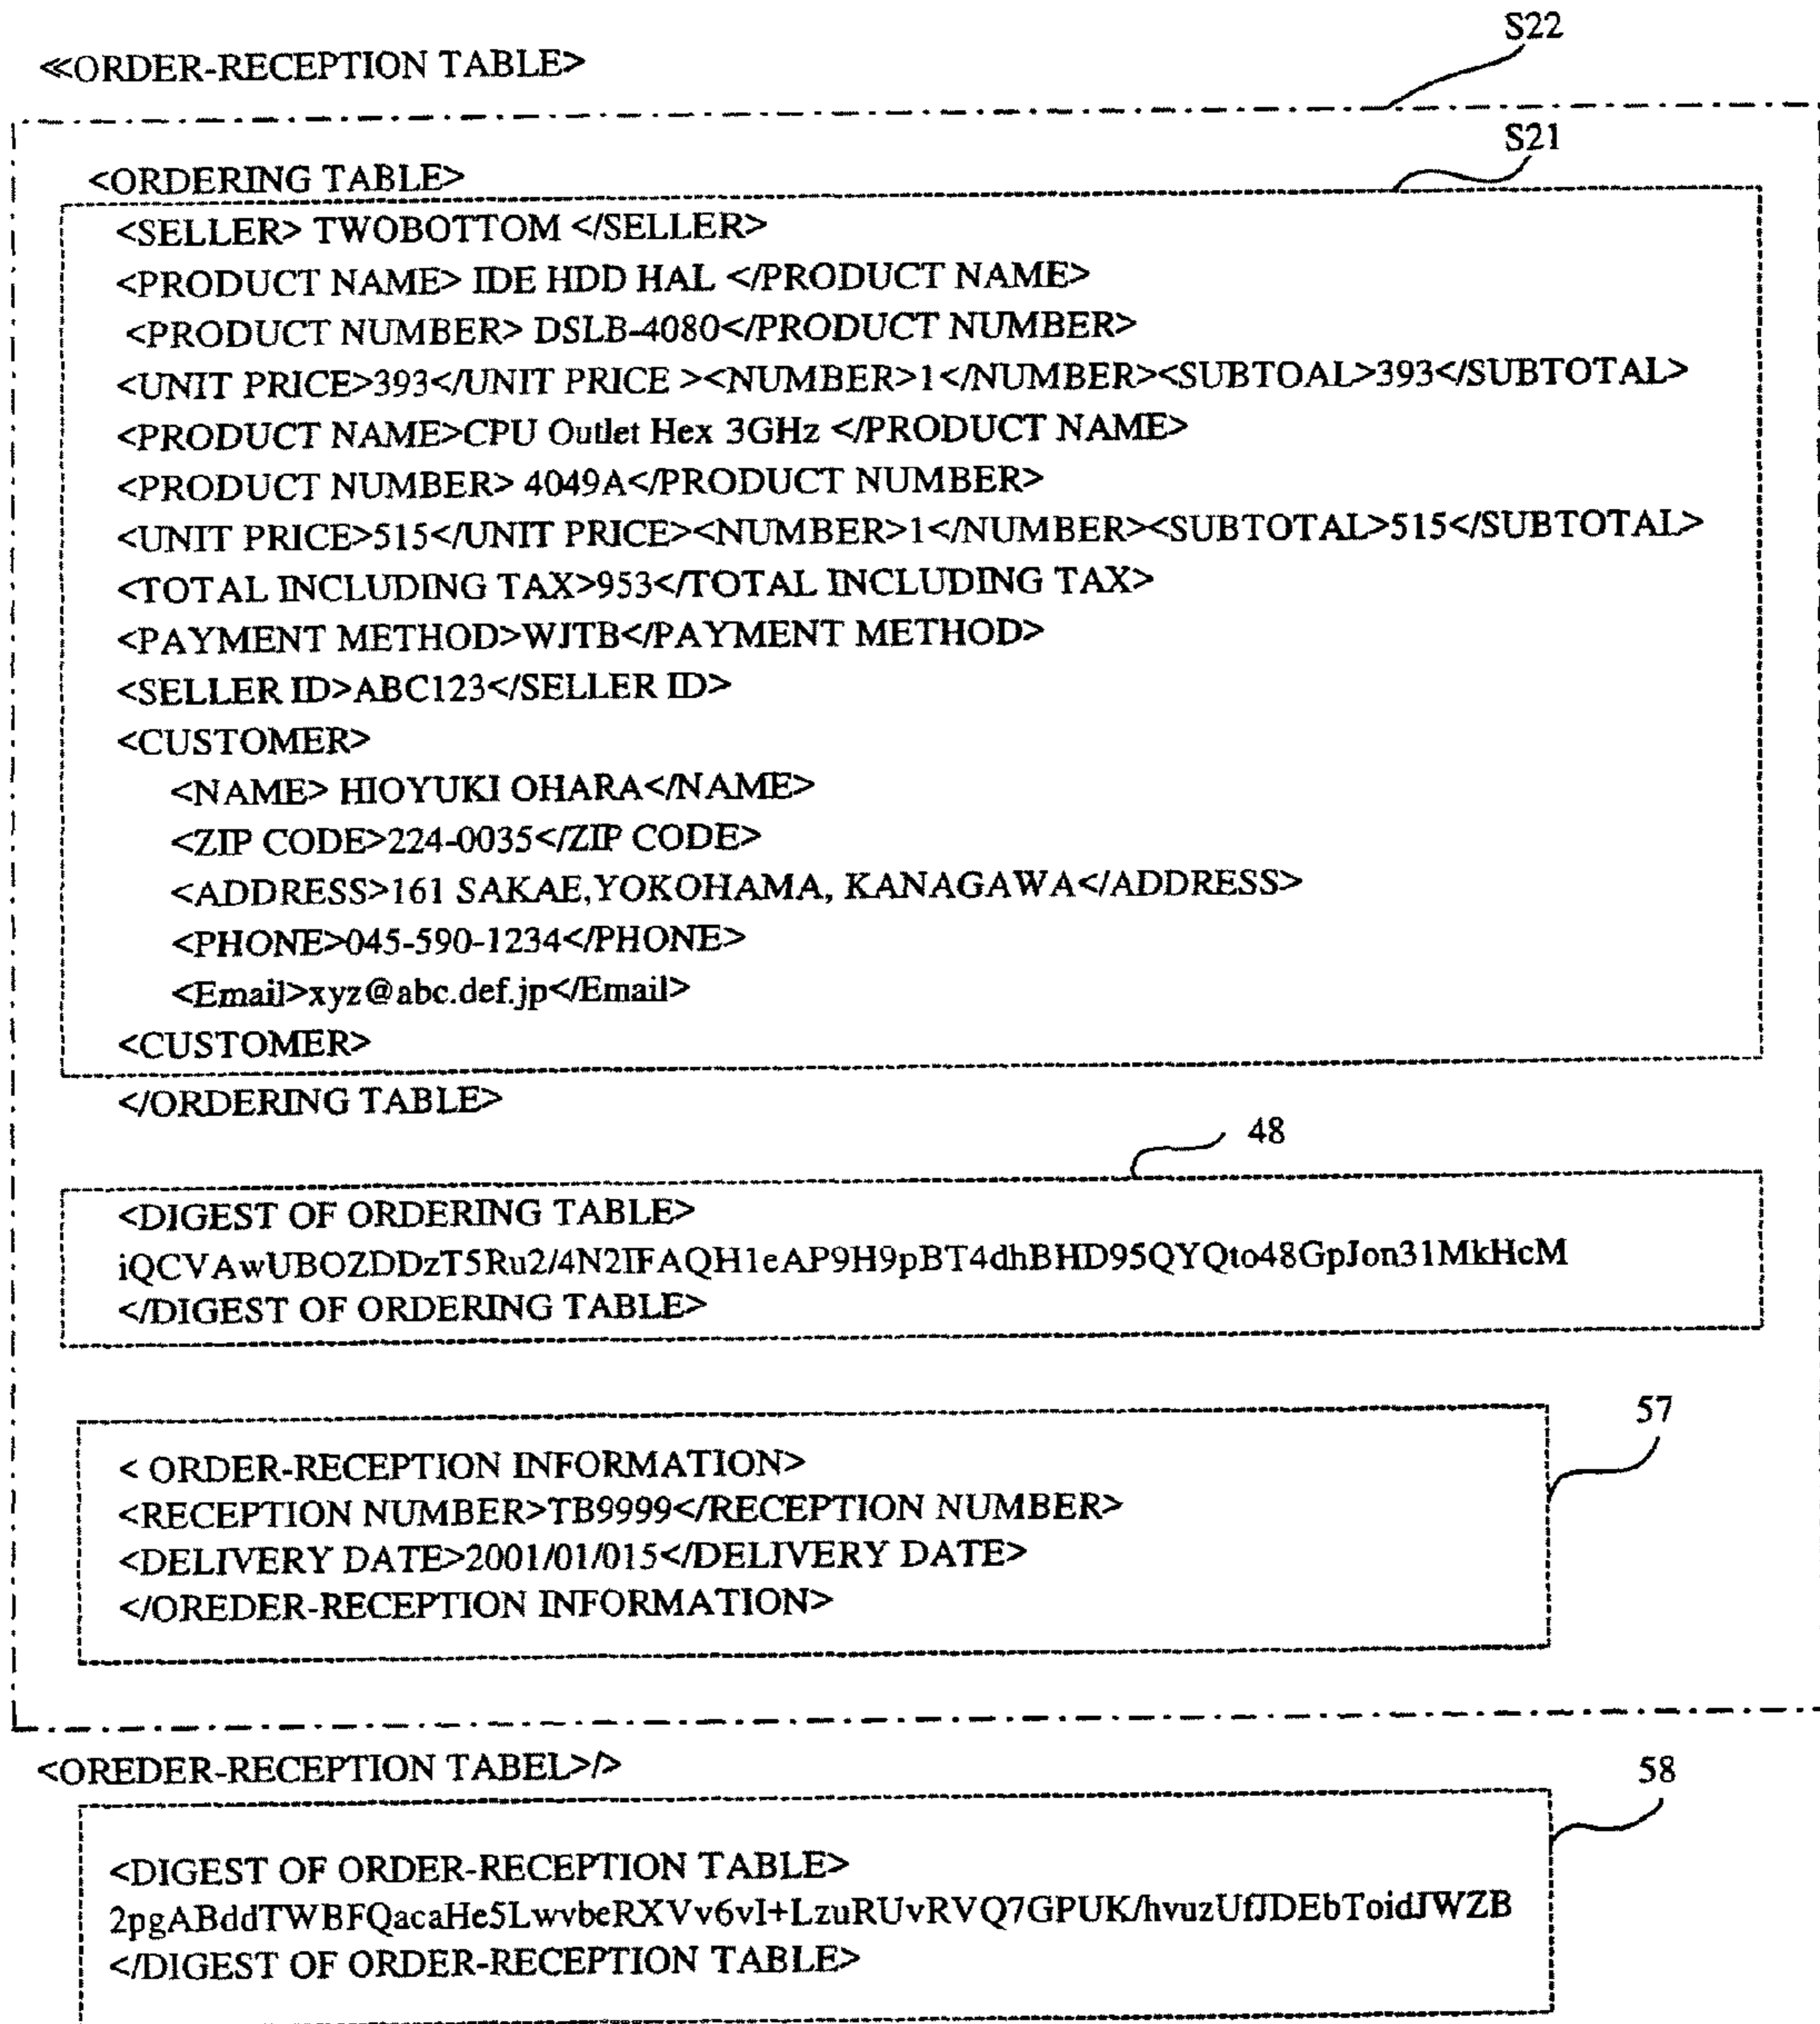 S22
≪ORDER-RECEPTION TABLE>
S21
<ORDERING TABLE>
<SELLER> TWOBOTTOM </SELLER>
<PRODUCT NAME> IDE HDD HAL </PRODUCT NAME>
<PRODUCT NUMBER> DSLB-4080</PRODUCT NUMBER>
<UNIT PRICE>393</UNIT PRICE ><NUMBER>1</NUMBER><SUBTOAL>393</SUBTOTAL>
<PRODUCT NAME>CPU Outlet Hex 3GHz </PRODUCT NAME>
<PRODUCT NUMBER> 4049A</PRODUCT NUMBER>
<UNIT PRICE>515</UNIT PRICE><NUMBER>1</NUMBER><SUBTOTAL>515</SUBTOTAL>
<TOTAL INCLUDING TAX>953</TOTAL INCLUDING TAX>
<PAYMENT METHOD>WJTB</PAYMENT METHOD>
<SELLER ID>ABC123</SELLER ID>
<CUSTOMER>
<NAME> HIOYUKI OHARA</NAME>
<ZIP CODE>224-0035</ZIP CODE>
<ADDRESS>161 SAKAE,YOKOHAMA, KANAGAWA</ADDRESS>
<PHONE>045-590-1234</PHONE>
<Email>xyz@abc.def.jp</Email>
<CUSTOMER>
</ORDERING TABLE>
48
<DIGEST OF ORDERING TABLE>
iQCVAwUBOZDDzT5Ru2/4N2IFAQH1eAP9H9pBT4dhBHD95QYQto48GpJon31MkHcM
</DIGEST OF ORDERING TABLE>
57
< ORDER-RECEPTION INFORMATION>
<RECEPTION NUMBER>TB9999</RECEPTION NUMBER>
<DELIVERY DATE>2001/01/015</DELIVERY DATE>
</OREDER-RECEPTION INFORMATION>
<OREDER-RECEPTION TABEL>/>
58
<DIGEST OF ORDER-RECEPTION TABLE>
2pgABddTWBFQacaHe5LwvbeRXVv6vI+LzuRUvRVQ7GPUK/hvuzUfJDEbToidJWZB
</DIGEST OF ORDER-RECEPTION TABLE>